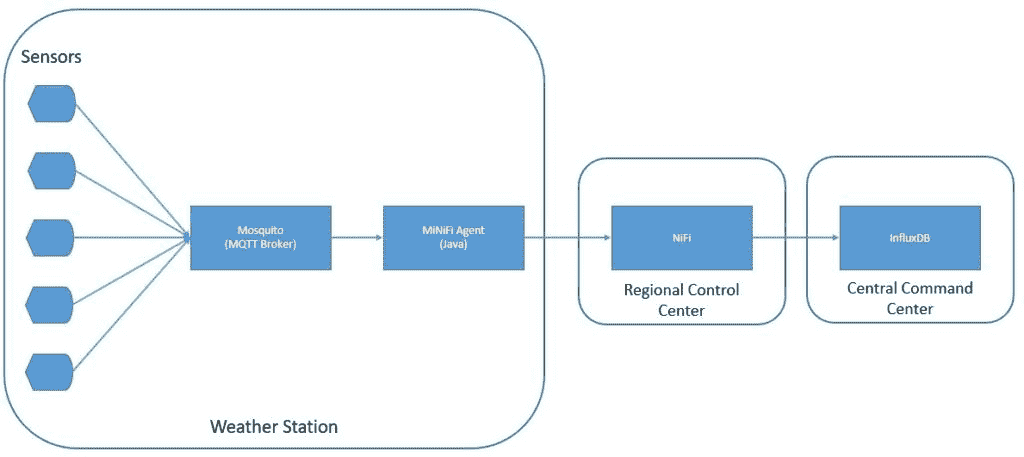 Sensors
Mosquito
(MQTT Broker)
MiNiFi Agent
(Java)
NiFi
InfluxDB
Regional Control
Center
Central Command
Center
Weather Station